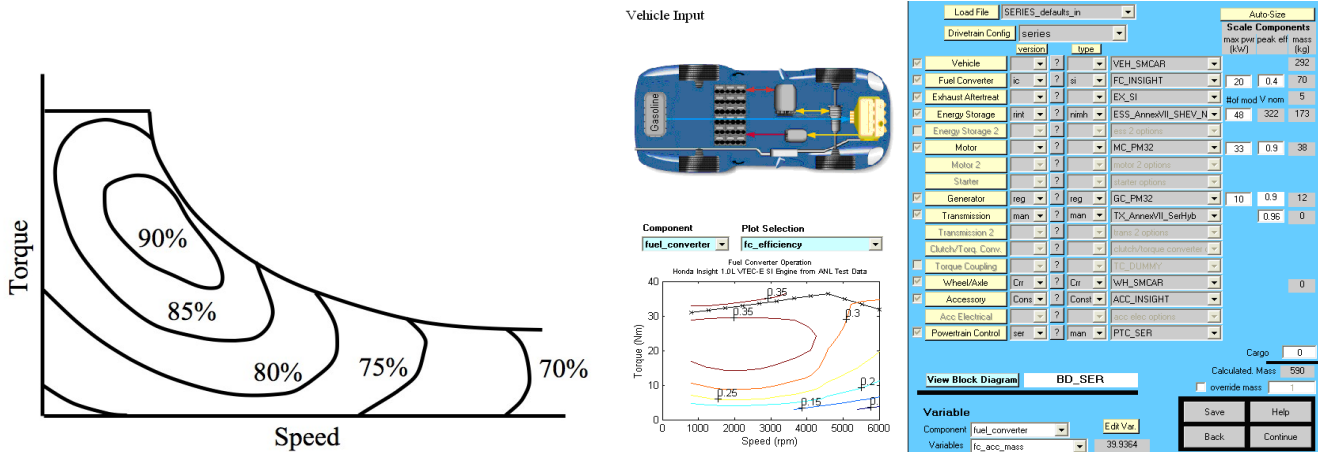 Torque
90%
85%
80%
75%
70%
Speed
Vehicle Input
Gasoline
Component
Plot Selection
fuel_converter
fc_efficiency
Fuel Converter Operation
Honda Insight 1.0L VTEC-E SI Engine from ANL Test Data
Torque (Nm)
40
30
20
10
0
0.35
0.35
0.3
0.25
0.2
0.15
0 1000 2000 3000 4000 5000 6000
Speed (rpm)
Load File SERIES_defaults_in Auto-Size
Drivetrain Config series Scale Components
version type max pwr peak eff mass
(kW) (kg)
Vehicle ? VEH_SMCAR 292
Fuel Converter ic ? si FC_INSIGHT 20 0.4 70
Exhaust Aftertreat ? EX_SI #of mod V nom 5
Energy Storage rint ? nimh ESS_AnnexVII_SHEV_N 48 322 173
Energy Storage 2 ? ess 2 options
Motor ? MC_PM32 33 0.9 38
Motor 2 ? motor 2 options
Starter ? starter options
Generator reg ? reg GC_PM32 10 0.9 12
Transmission man ? man TX_AnnexVII_SerHyb 0.96 0
Transmission 2 ? trans 2 options
Clutch/Torq. Conv. ? clutch/torque converter
Torque Coupling ? TC_DUMMY
Wheel/Axle Crr ? Crr WH_SMCAR 0
Accessory Cons ? Const ACC_INSIGHT
Acc Electrical ? acc elec options
Powertrain Control ser ? man PTC_SER
Cargo 0
Calculated. Mass 590
View Block Diagram BD_SER override mass 1
Variable
Component fuel_converter Edit Var.
Variables fc_acc_mass 39.9364
Save Help
Back Continue